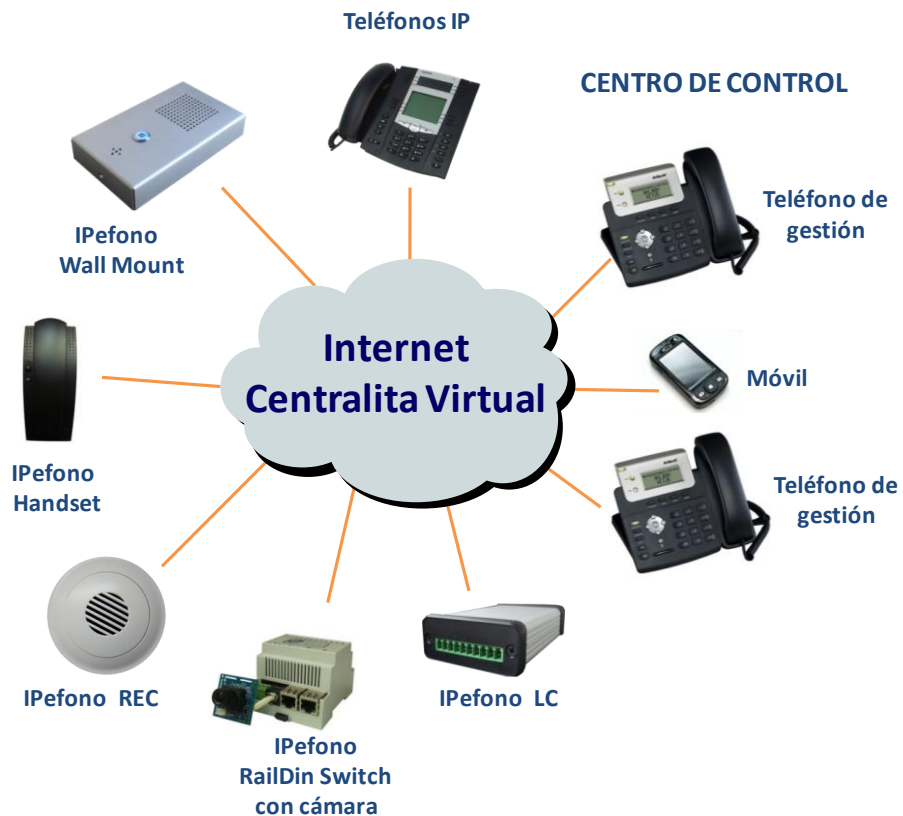 Teléfonos IP
CENTRO DE CONTROL
IPefono
Wall Mount
Teléfono de
gestión
Internet
Centralita Virtual
Móvil
IPefono
Handset
Teléfono de
gestión
IPefono REC
IPefono LC
IPefono
RailDin Switch
con cámara